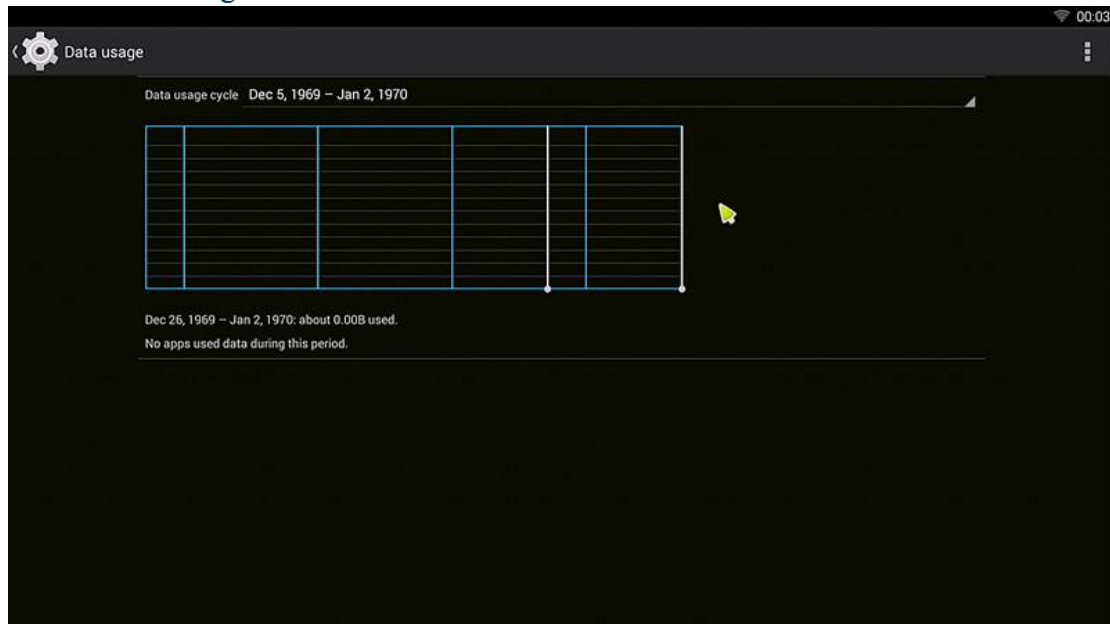 00:03
Data usage
Data usage cycle Dec 5, 1969 – Jan 2, 1970
Dec 26, 1969 – Jan 2, 1970: about 0.00B used.
No apps used data during this period.